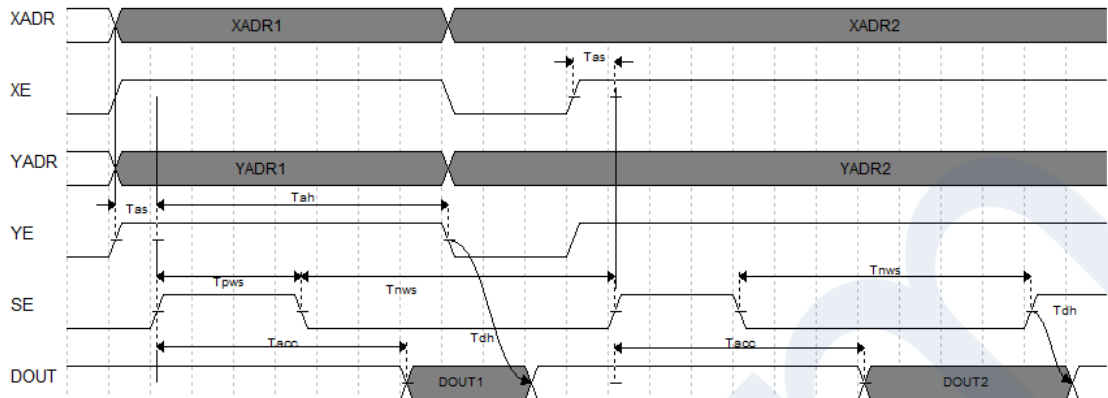 XADR
XADR1
XADR2
Tas
XE
YADR
YADR1
YADR2
Tas
Tah
YE
Tpws
Tnws
Tnws
SE
Tdh
Tdh
Tacc
Tacc
DOUT
DOUT1
DOUT2